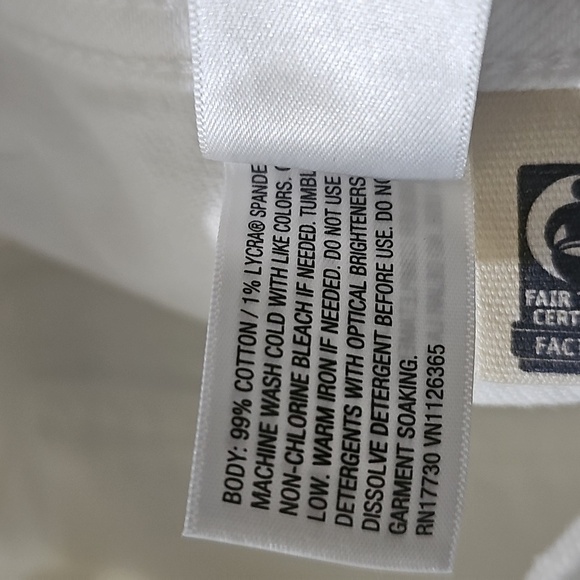 BODY: 99% COTTON / 1% LYCRA® SPANDE
MACHINE WASH COLD WITH LIKE COLORS.
NON-CHLORINE BLEACH IF NEEDED. TUMBL
LOW. WARM IRON IF NEEDED. DO NOT USE
DETERGENTS WITH OPTICAL BRIGHTENERS
DISSOLVE DETERGENT BEFORE USE. DO NO
GARMENT SOAKING.
RN17730 VN1126365
FAIR
CERT
FAC